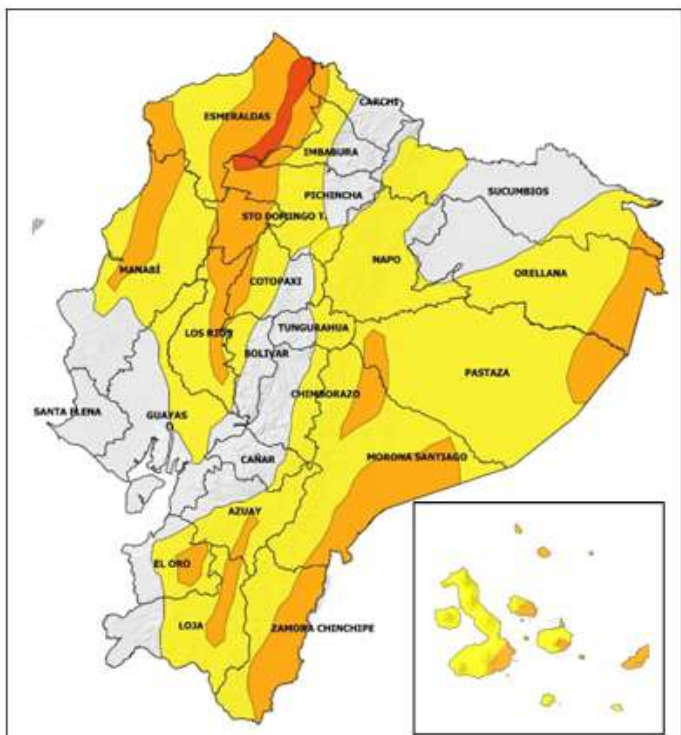 CARCHI
ESMERALDAS
IMBABURA
PICHINCHA
SUCUMBIOS
STO DOMINGO T.
NAPO
MANABÍ
COTOPAXI
ORELLANA
LOS RIOS
TUNGURAHUA
BOLIVAR
PASTAZA
CHIMBORAZO
SANTA ELENA
GUAYAS
MORONA SANTIAGO
CAÑAR
AZUAY
EL ORO
LOJA
ZAMORA CHINCHIPE